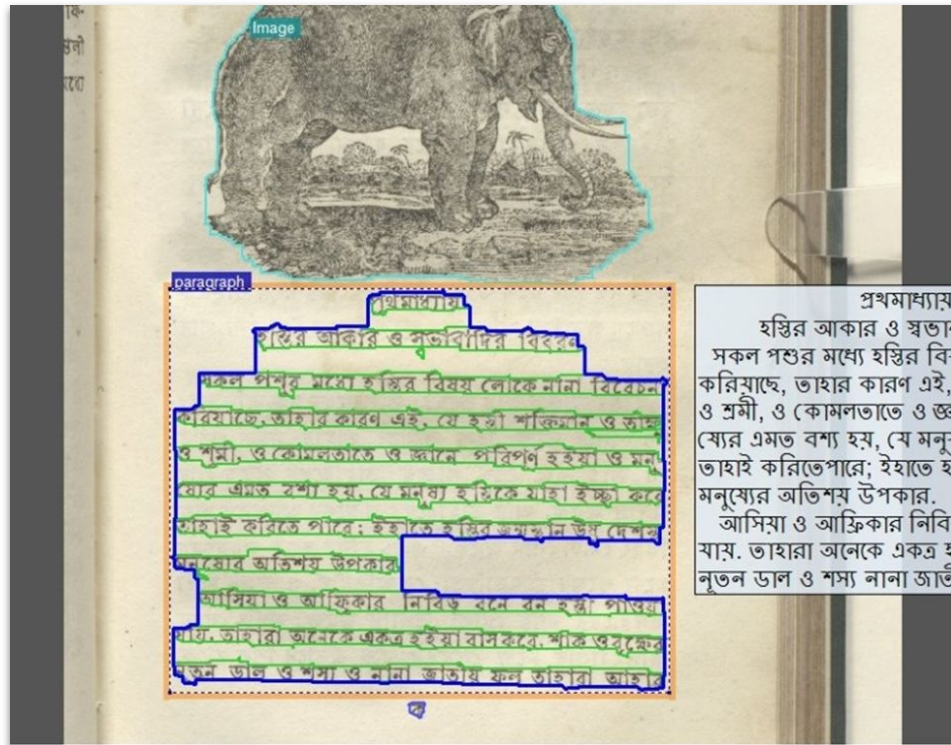 Image
paragraph
প্রথমাধ্যায়
হস্তির আকার ও স্বভাবাদির বিবরণ
সকল পশুর মধ্যে হস্তির বিষয় লোকে নানা বিবেচনা
করিয়াছে, তাহার কারণ এই, যে হস্তী শক্তিমান ও তীক্ষ্ণ
ও শ্রমী, ও কোমলতাতে ও জ্ঞানে পরিপূর্ণ হইয়া ও মনু
ষ্যের এমত বশ্য হয়, যে মনুষ্য হস্তিকে যাহা ইচ্ছা করে
তাহাই করিতে পারে; ইহাতে হস্তির জন্মস্থান উষ্ণ দেশস্থ
মনুষ্যের অতিশয় উপকার
আসিয়া ও আফ্রিকার নিবিড় বনে বন হস্তী পাওয়া
যায়. তাহারা অনেকে একত্র হইয়া বাস করে, শাক ও বৃক্ষের
নূতন ডাল ও শস্য ও নানা জাতীয় ফল তাহারা আহার
প্রথমাধ্যায়
হস্তির আকার ও স্বভা
সকল পশুর মধ্যে হস্তির বি
করিয়াছে, তাহার কারণ এই,
ও শ্রমী, ও কোমলতাতে ও জ্ঞ
ষ্যের এমত বশ্য হয়, যে মনু
তাহাই করিতেপারে; ইহাতে হ
মনুষ্যের অতিশয় উপকার.
আসিয়া ও আফ্রিকার নিবি
যায়. তাহারা অনেকে একত্র হ
নূতন ডাল ও শস্য নানা জাতী